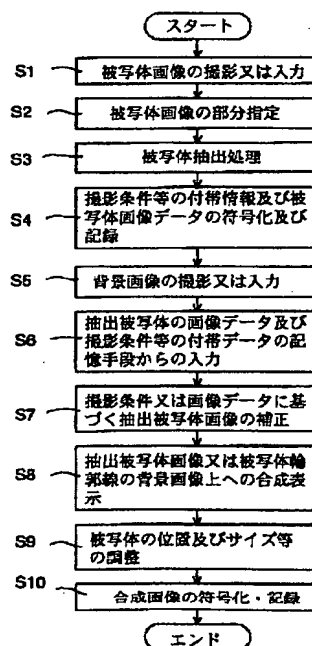 スタート
S1 被写体画像の撮影又は入力
S2 被写体画像の部分指定
S3 被写体抽出処理
S4 撮影条件等の付帯情報及び被
写体画像データの符号化及び
記録
S5 背景画像の撮影又は入力
S6 抽出被写体の画像データ及び
撮影条件等の付帯データの記
憶手段からの入力
S7 撮影条件又は画像データに基
づく抽出被写体画像の補正
S8 抽出被写体画像又は被写体輪
郭線の背景画像上への合成表
示
S9 被写体の位置及びサイズ等
の調整
S10 合成画像の符号化・記録
エンド